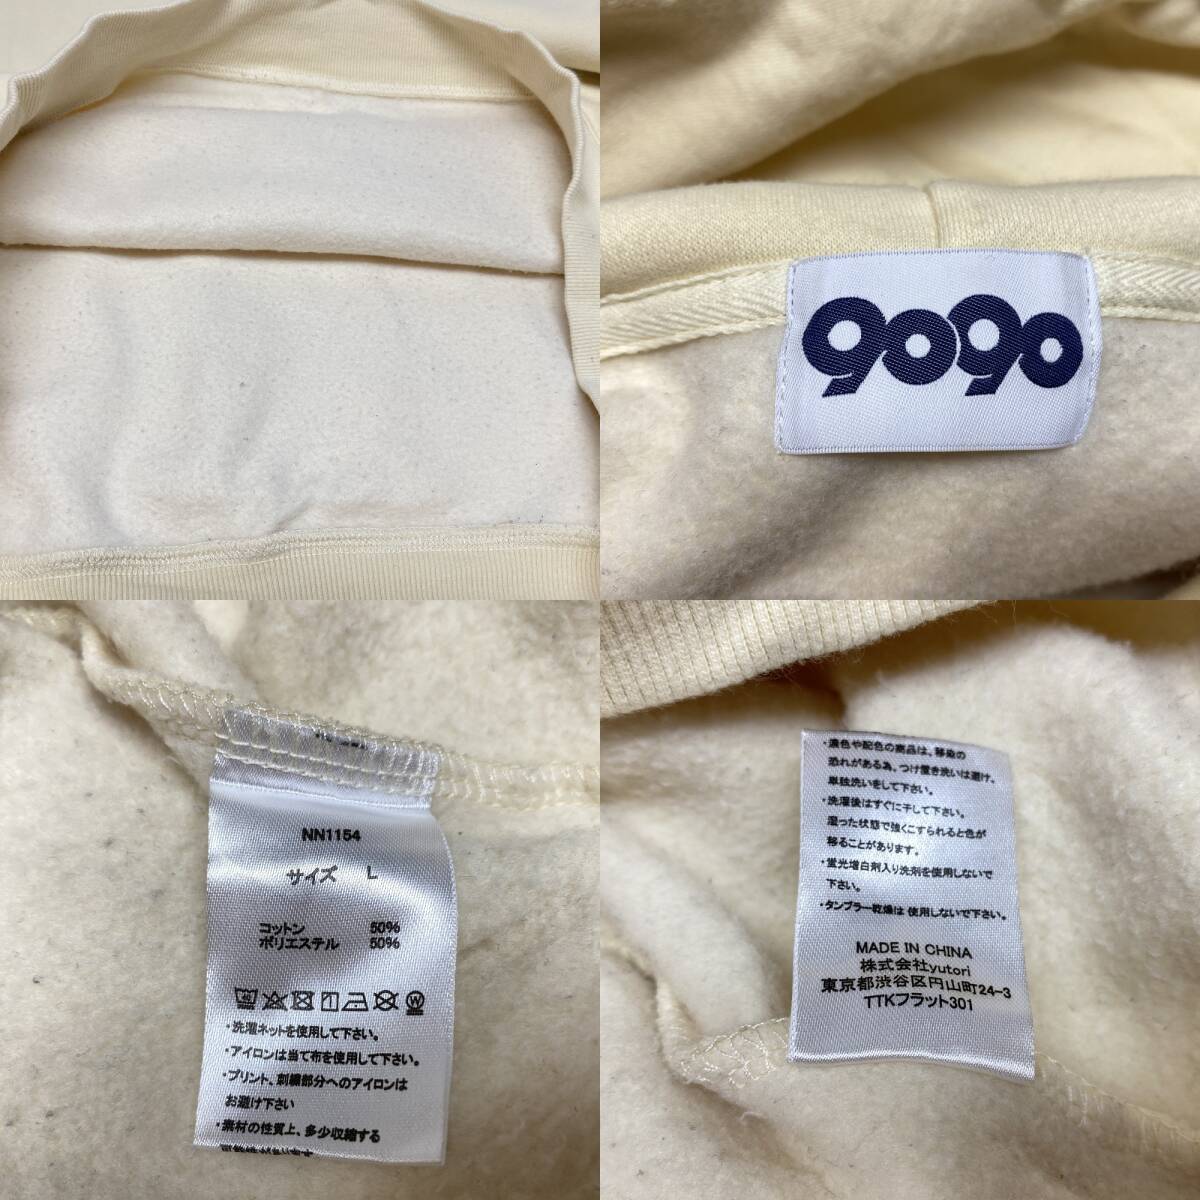 9090
NN1154
サイズ L
コットン 50%
ポリエステル 50%
・洗濯ネットを使用して下さい。
・アイロンは当て布を使用して下さい。
・プリント、刺繍部分へのアイロンは
お避け下さい
・素材の性質上、多少収縮する
可能性があります
・濃色や配色の商品は、移染の
恐れがある為、つけ置き洗いは避け、
単独洗いをして下さい。
・洗濯後はすぐに干して下さい。
湿った状態で強くこすられると色が
移ることがあります。
・蛍光増白剤入り洗剤を使用しないで
下さい。
・タンブラー乾燥は 使用しないで下さい。
MADE IN CHINA
株式会社yutori
東京都渋谷区円山町24-3
TTKフラット301